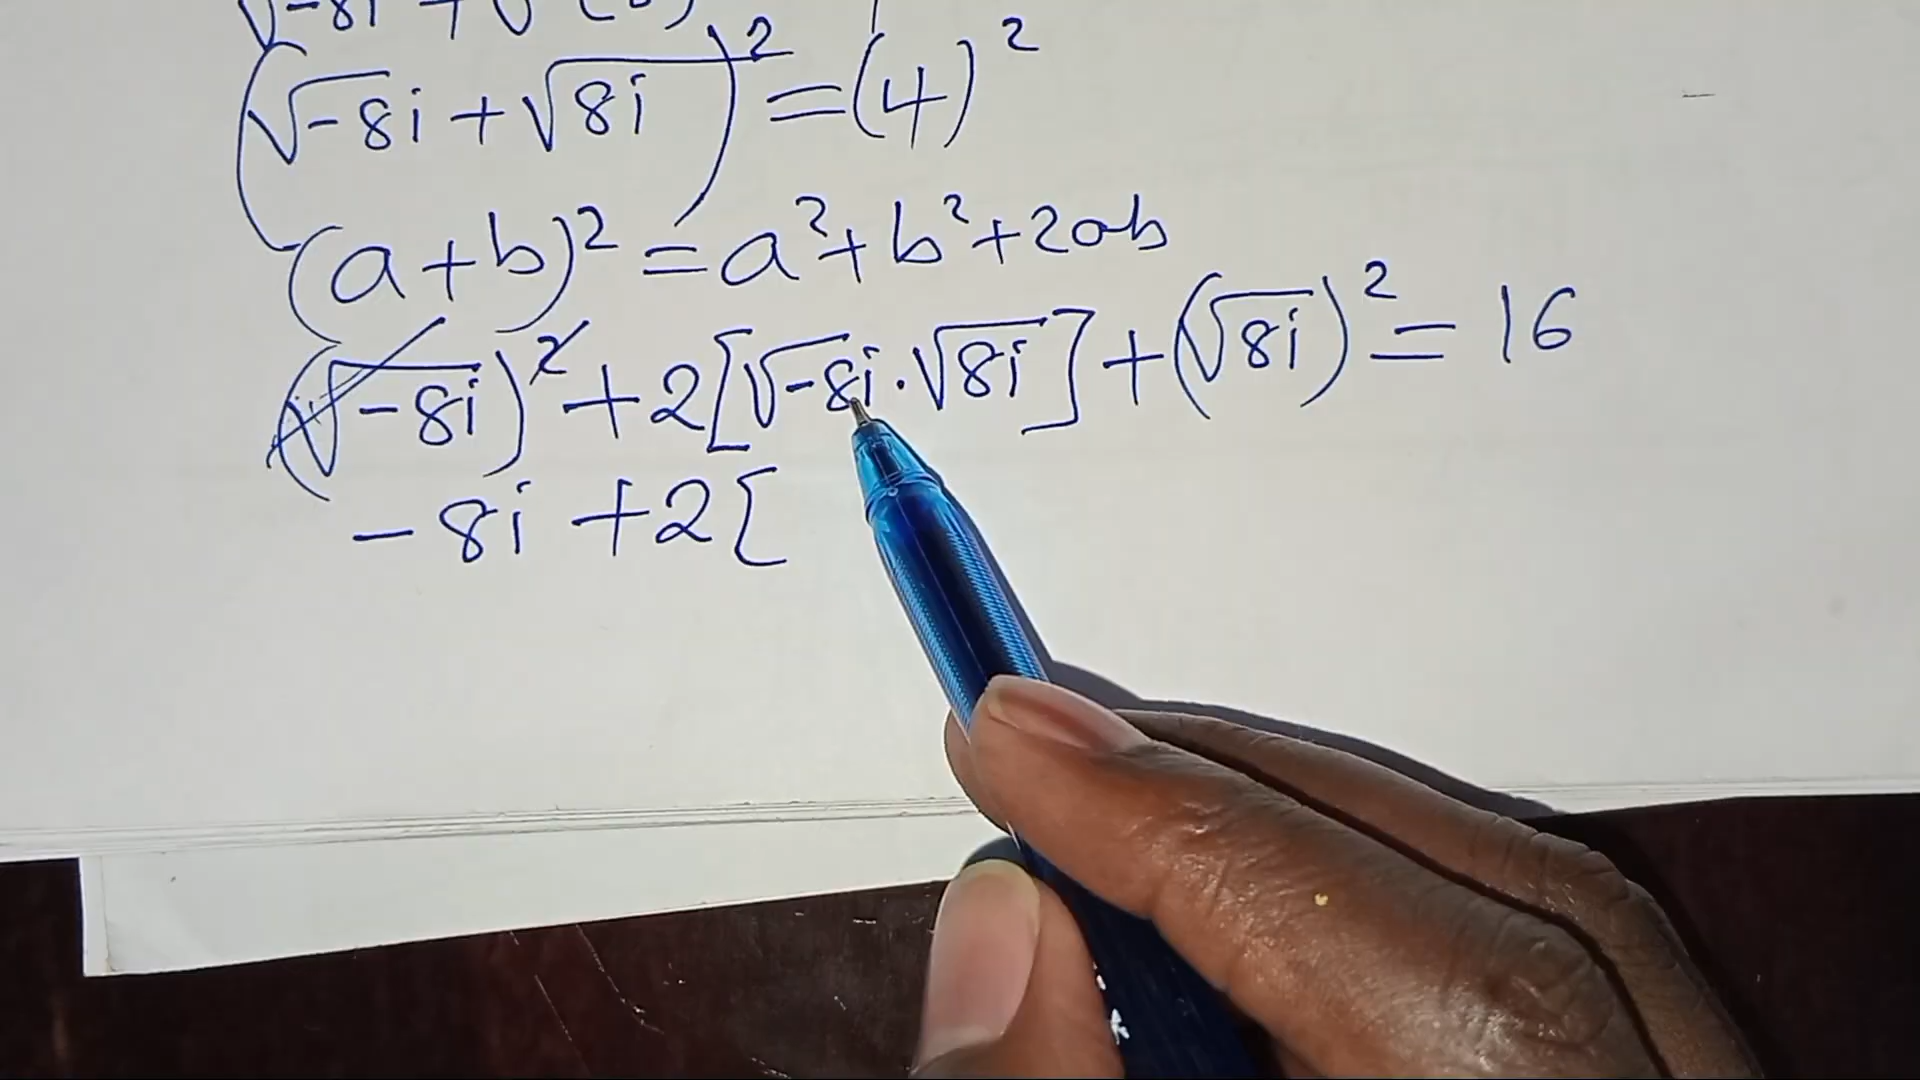 (√-8i + √8i)² = (4)²
(a+b)² = a² + b² + 2ab
(√-8i)² + 2[√-8i · √8i] + (√8i)² = 16
-8i + 2[